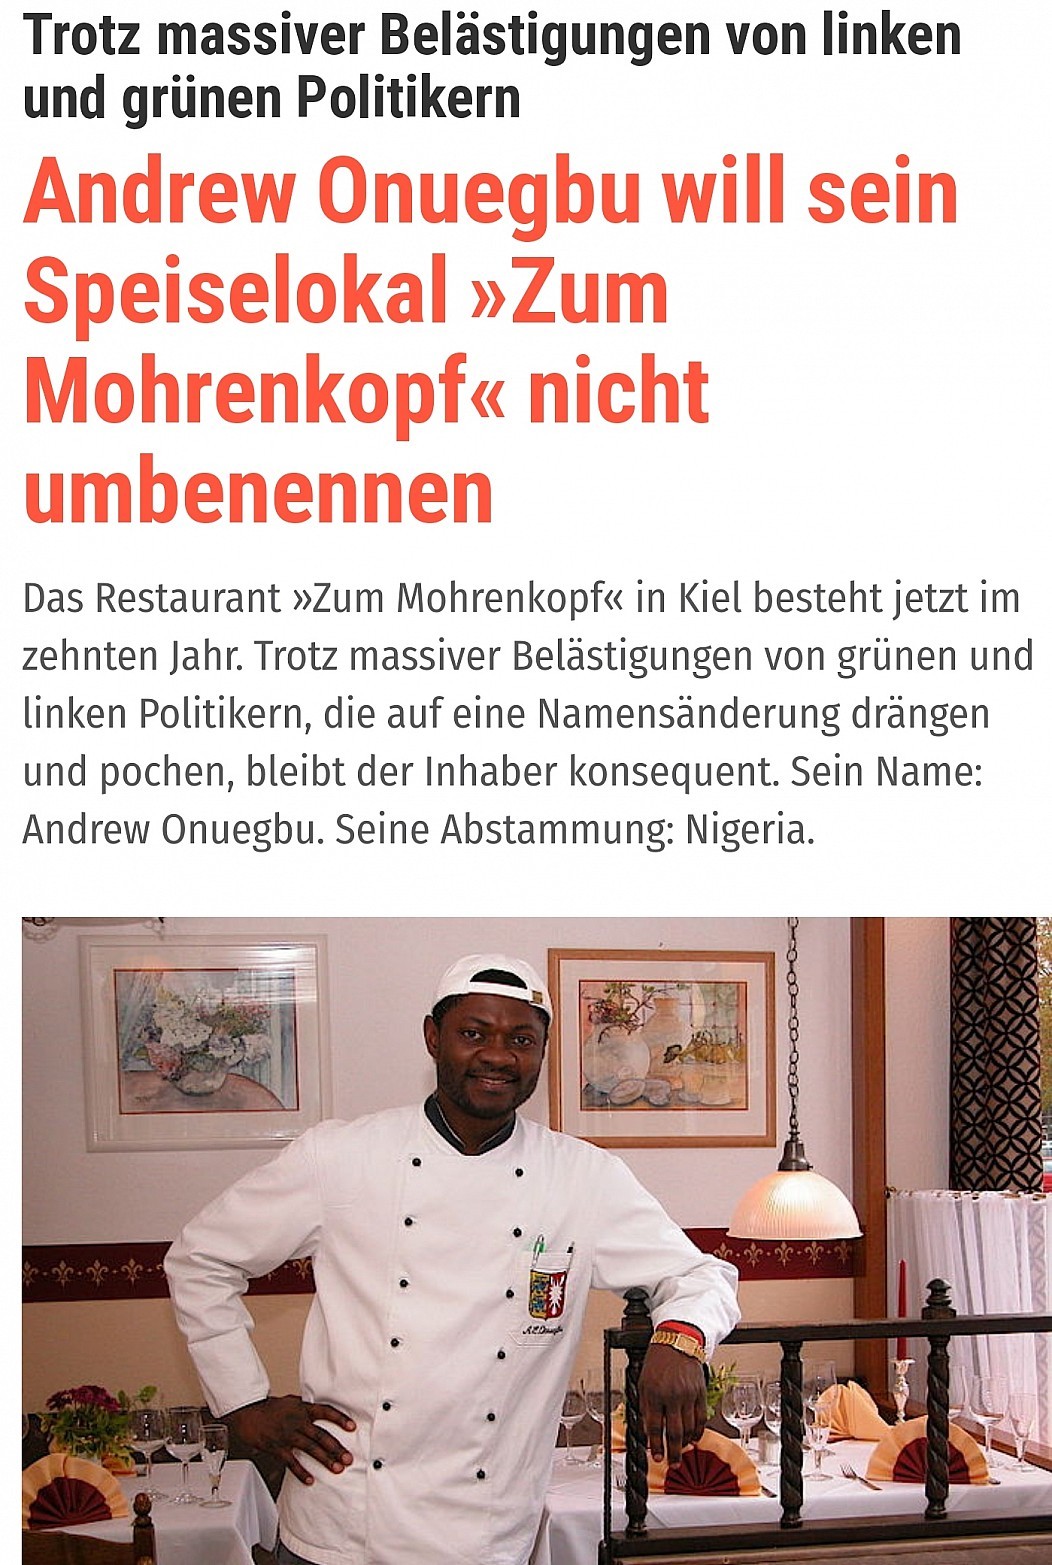 Trotz massiver Belästigungen von linken
und grünen Politikern
Andrew Onuegbu will sein
Speiselokal »Zum
Mohrenkopf« nicht
umbenennen
Das Restaurant »Zum Mohrenkopf« in Kiel besteht jetzt im
zehnten Jahr. Trotz massiver Belästigungen von grünen und
linken Politikern, die auf eine Namensänderung drängen
und pochen, bleibt der Inhaber konsequent. Sein Name:
Andrew Onuegbu. Seine Abstammung: Nigeria.